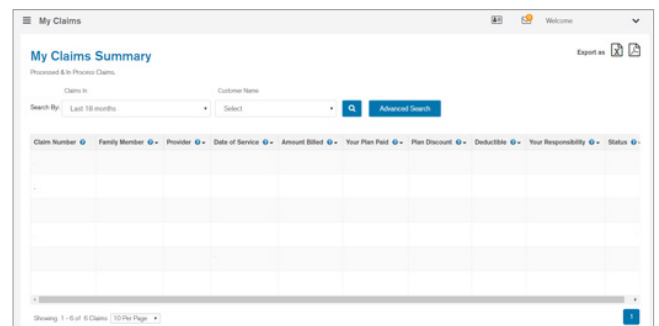 My Claims
Welcome
My Claims Summary
Export as
Processed & In Process Claims.
Claims In
Customer Name
Search By:
Last 18 months
Select
Advanced Search
Claim Number Family Member Provider Date of Service Amount Billed Your Plan Paid Plan Discount Deductible Your Responsibility Status
Showing 1 - 6 of 6 Claims 10 Per Page
1